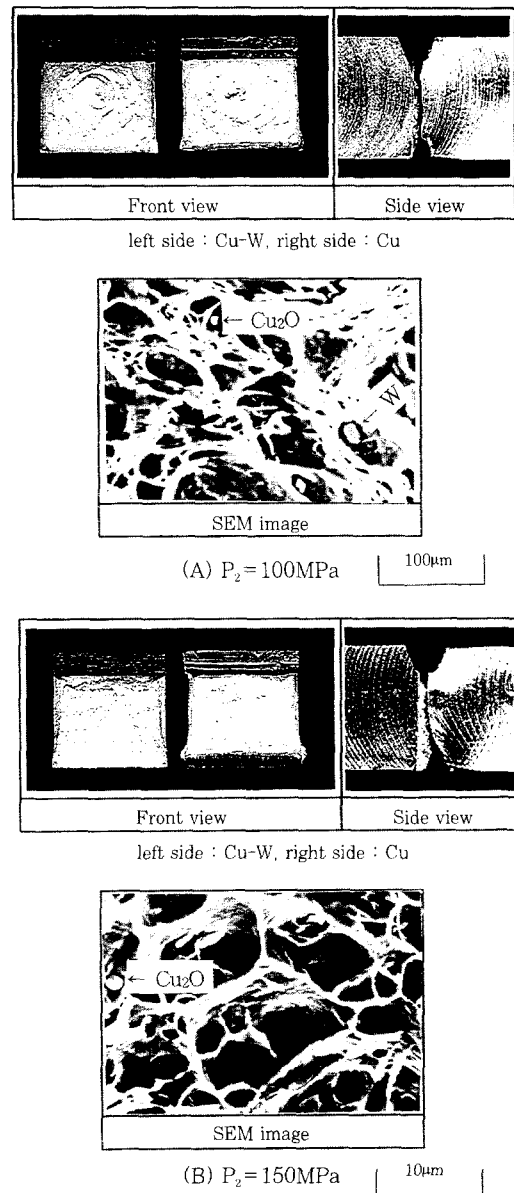 Front view
Side view
left side : Cu-W, right side : Cu
← Cu₂O
← W
SEM image
(A) P₂=100MPa
100μm
Front view
Side view
left side : Cu-W, right side : Cu
← Cu₂O
SEM image
(B) P₂=150MPa
10μm